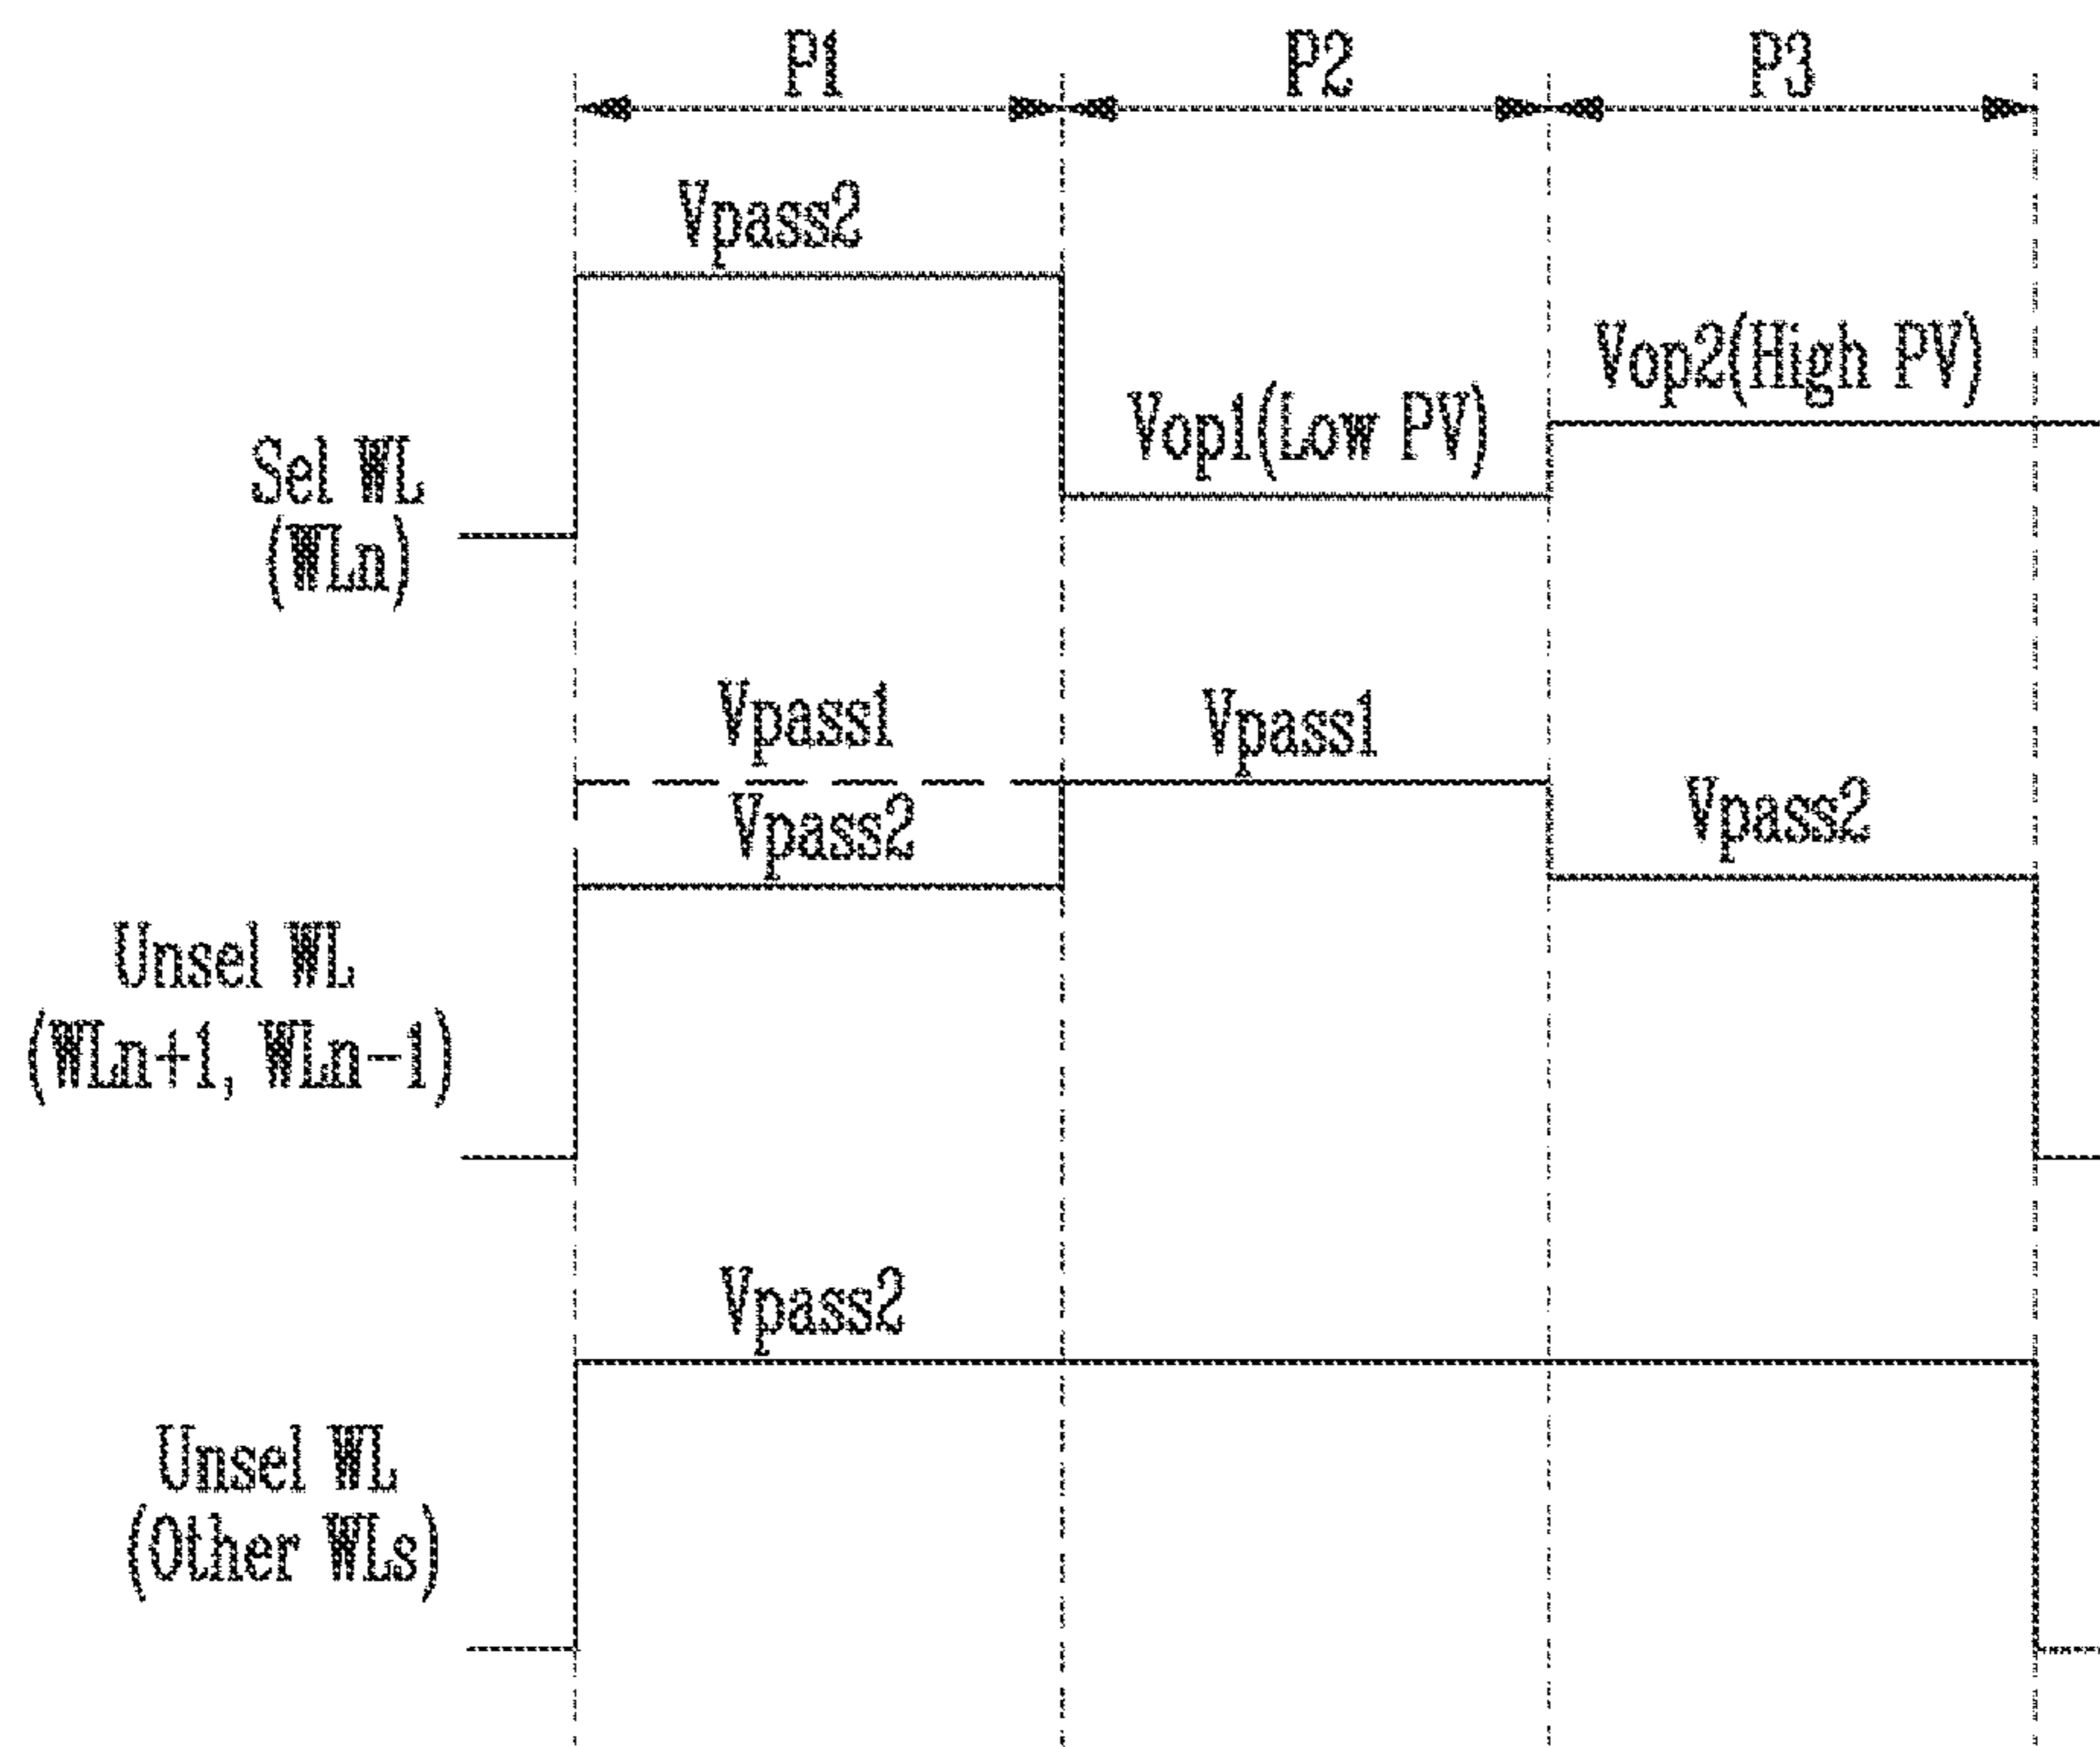 P1 P2 P3
Vpass2
Vop2(High PV)
Vop1(Low PV)
Sel WL
(WLn)
Vpass1 Vpass1
Vpass2 Vpass2
Unsel WL
(WLn+1, WLn-1)
Vpass2
Unsel WL
(Other WLs)